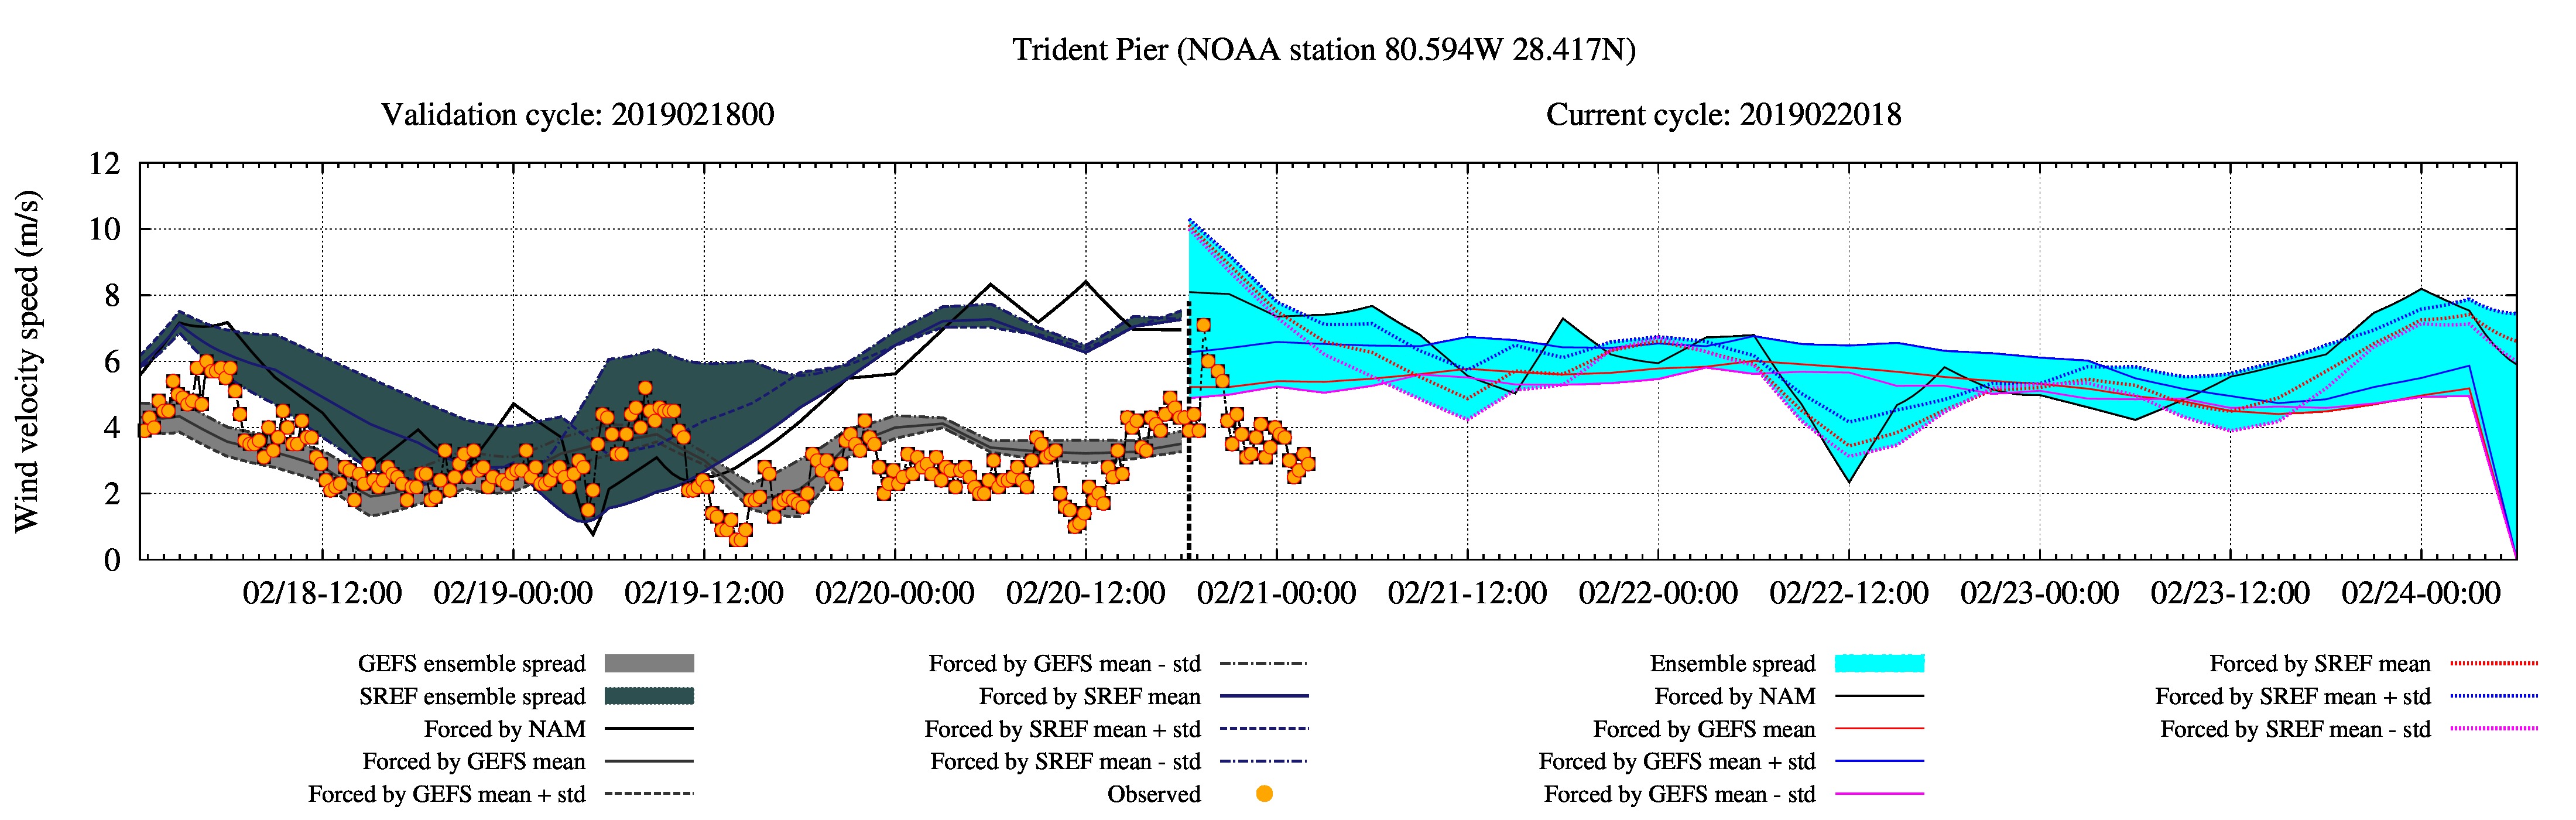 Trident Pier (NOAA station 80.594W 28.417N)
Validation cycle: 2019021800
Current cycle: 2019022018
Wind velocity speed (m/s)
12
10
8
6
4
2
0
02/18-12:00 02/19-00:00 02/19-12:00 02/20-00:00 02/20-12:00 02/21-00:00 02/21-12:00 02/22-00:00 02/22-12:00 02/23-00:00 02/23-12:00 02/24-00:00
GEFS ensemble spread
SREF ensemble spread
Forced by NAM
Forced by GEFS mean
Forced by GEFS mean + std
Forced by GEFS mean - std
Forced by SREF mean
Forced by SREF mean + std
Forced by SREF mean - std
Observed
Ensemble spread
Forced by NAM
Forced by GEFS mean
Forced by GEFS mean + std
Forced by GEFS mean - std
Forced by SREF mean
Forced by SREF mean + std
Forced by SREF mean - std